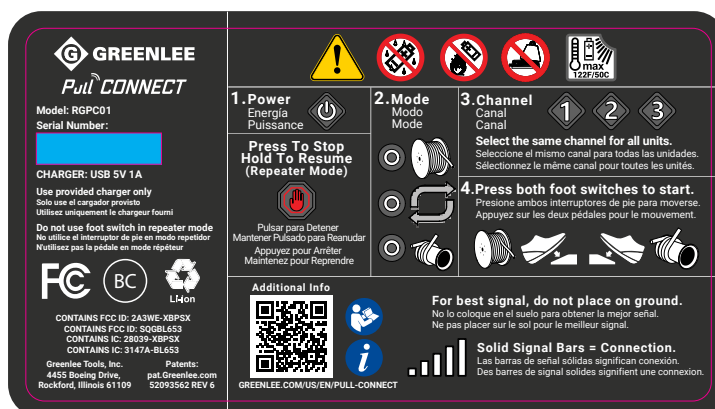 GREENLEE
Pull CONNECT
Model: RGPC01
Serial Number:
CHARGER: USB 5V 1A
Use provided charger only
Solo use el cargador provisto
Utilisez uniquement le chargeur fourni
Do not use foot switch in repeater mode
No utilice el interruptor de pie en modo repetidor
N'utilizes pas la pédale en mode répéteur
FC
BC
Li-Ion
CONTAINS FCC ID: 2A3WE-XBPSX
CONTAINS FCC ID: SQGBL653
CONTAINS IC: 28039-XBPSX
CONTAINS IC: 3147A-BL653
Greenlee Tools, Inc.
4455 Boeing Drive,
Rockford, Illinois 61109
Patents:
pat.Greenlee.com
52093562 REV 6
max
122F/50C
1.Power
Energía
Puissance
Press To Stop
Hold To Resume
(Repeater Mode)
Pulsar para Detener
Mantener Pulsado para Reanudar
Appuyez pour Arrêter
Maintenez pour Reprendre
2.Mode
Modo
Mode
3.Channel
Canal
Canal
1 2 3
Select the same channel for all units.
Seleccione el mismo canal para todas las unidades.
Sélectionnez le même canal pour toutes les unités.
4.Press both foot switches to start.
Presione ambos interruptores de pie para moverse.
Appuyez sur les deux pédales pour le mouvement.
Additional Info
i
GREENLEE.COM/US/EN/PULL-CONNECT
For best signal, do not place on ground.
No lo coloque en el suelo para obtener la mejor señal.
Ne pas placer sur le sol pour le meilleur signal.
Solid Signal Bars = Connection.
Las barras de señal sólidas significan conexión.
Des barres de signal solides signifient une connexion.